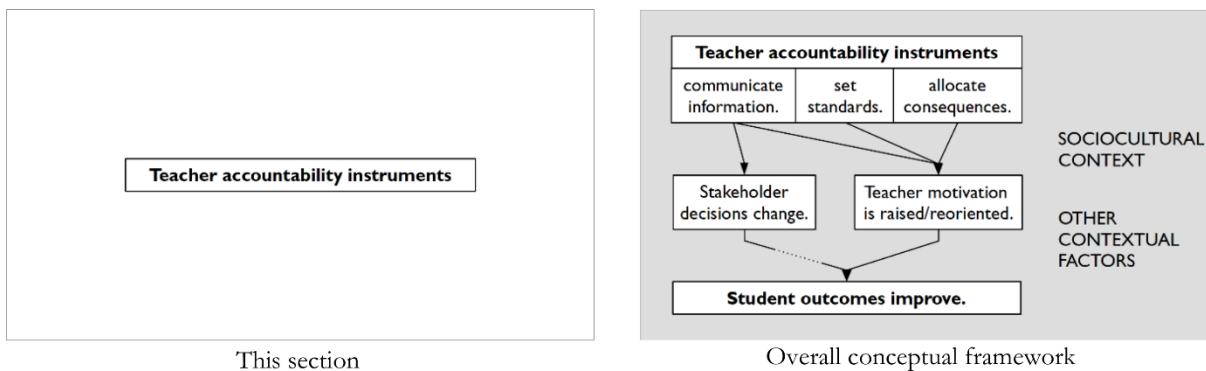 Teacher accountability instruments
This section
Teacher accountability instruments
communicate
information.
set
standards.
allocate
consequences.
SOCIOCULTURAL
CONTEXT
Stakeholder
decisions change.
Teacher motivation
is raised/reoriented.
OTHER
CONTEXTUAL
FACTORS
Student outcomes improve.
Overall conceptual framework